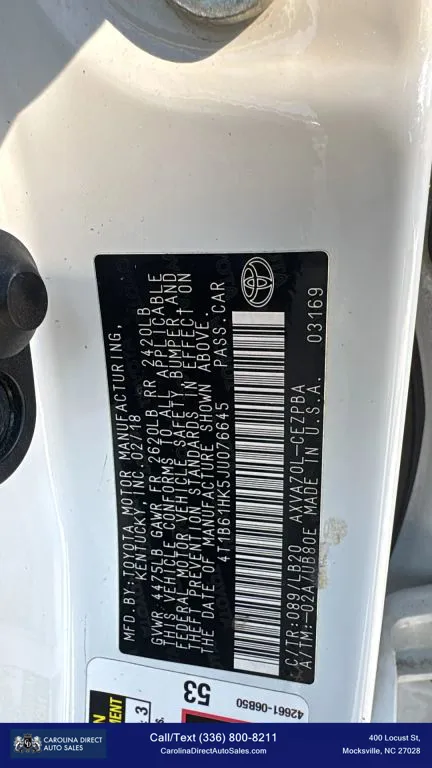 MFD. BY: TOYOTA MOTOR MANUFACTURING,
KENTUCKY, INC. 02/18
GVWR 4475LB GAWR FR 2620LB RR 2420LB
THIS VEHICLE CONFORMS TO ALL APPLICABLE
FEDERAL MOTOR VEHICLE SAFETY, BUMPER, AND
THEFT PREVENTION STANDARDS IN EFFECT ON
THE DATE OF MANUFACTURE SHOWN ABOVE.
4T1B61HK5JU076645 PASS. CAR
C/TR: 089/LB20 AXVA70L-CEZPBA
A/TM: -02A/UB80E MADE IN U.S.A. 03169
53
42661-06B50
CAROLINA DIRECT
AUTO SALES
Call/Text (336) 800-8211
CarolinaDirectAutoSales.com
400 Locust St,
Mocksville, NC 27028